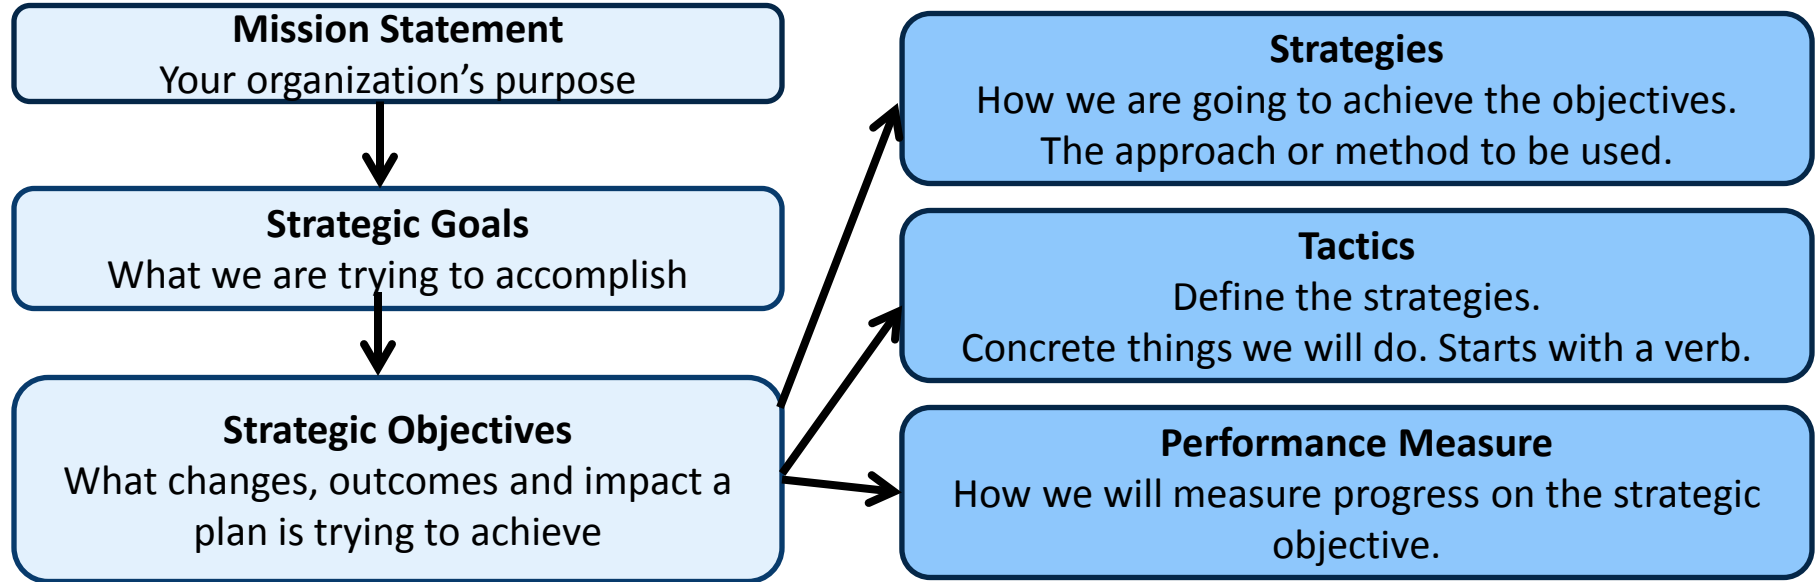 Mission Statement
Your organization’s purpose
Strategic Goals
What we are trying to accomplish
Strategic Objectives
What changes, outcomes and impact a
plan is trying to achieve
Strategies
How we are going to achieve the objectives.
The approach or method to be used.
Tactics
Define the strategies.
Concrete things we will do. Starts with a verb.
Performance Measure
How we will measure progress on the strategic
objective.